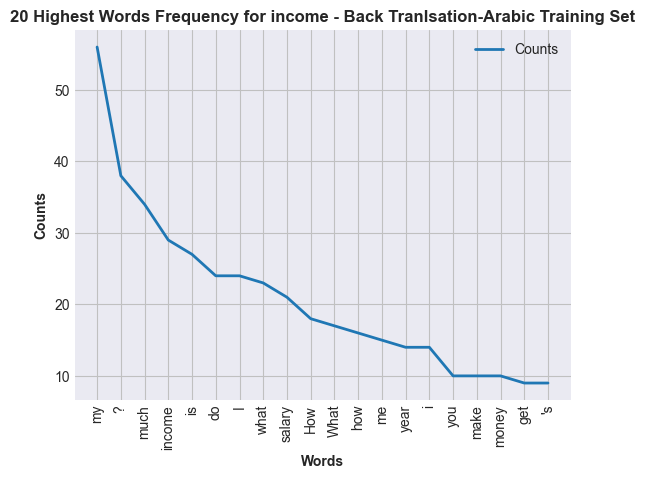 20 Highest Words Frequency for income - Back Tranlsation-Arabic Training Set
Counts
Counts
50
40
30
20
10
my
?
much
income
is
do
I
what
salary
How
What
how
me
year
i
you
make
money
get
's
Words